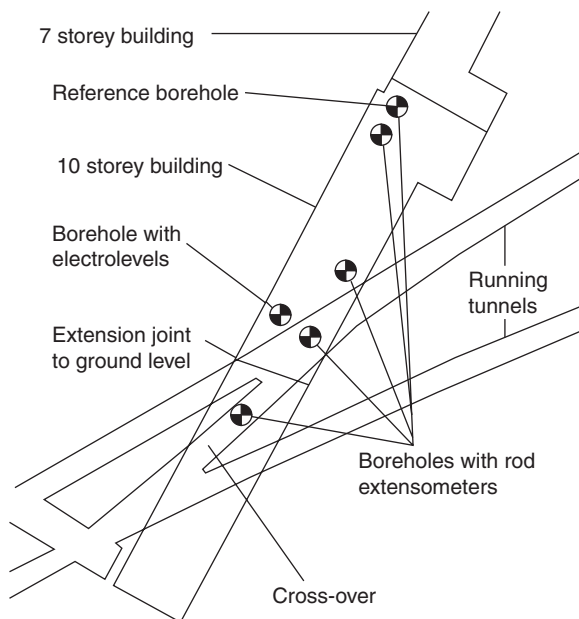 7 storey building
Reference borehole
10 storey building
Borehole with
electrolevels
Running
tunnels
Extension joint
to ground level
Boreholes with rod
extensometers
Cross-over